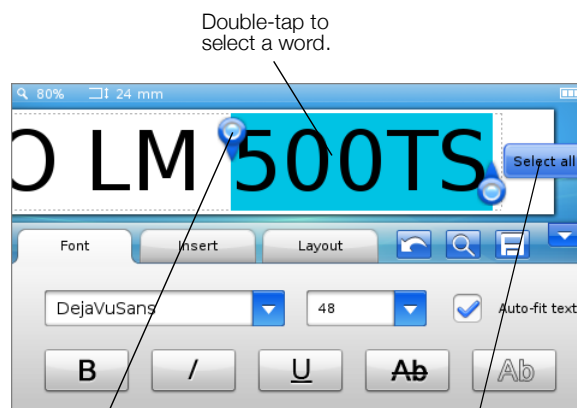 Double-tap to
select a word.
80% 24 mm
O LM 500TS
Select all
Font Insert Layout
DejaVuSans 48 Auto-fit text
B I U Ab Ab